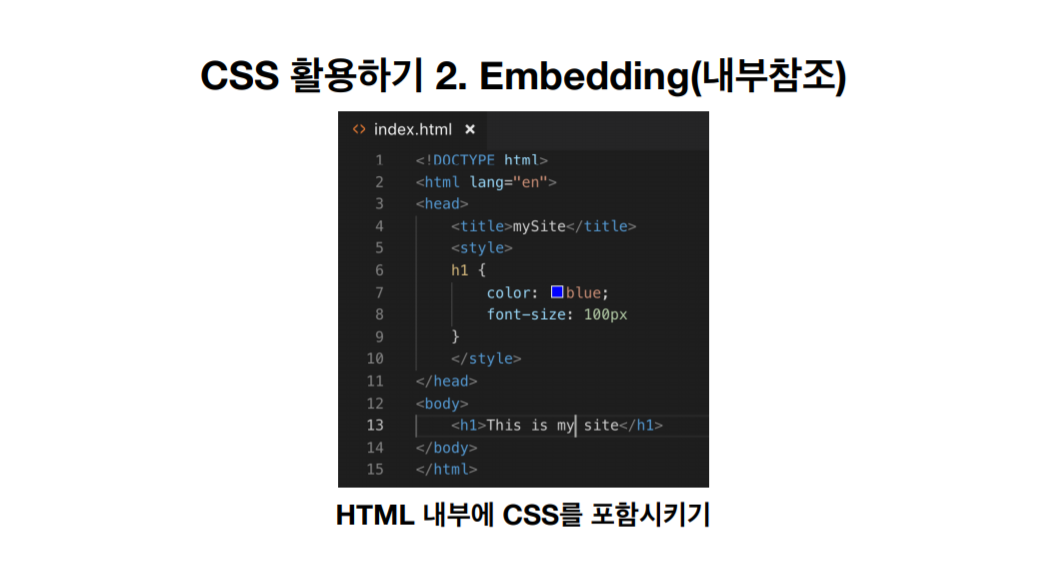 CSS 활용하기 2. Embedding(내부참조)
<> index.html ×
1 <!DOCTYPE html>
2 <html lang="en">
3 <head>
4     <title>mySite</title>
5     <style>
6     h1 {
7         color: blue;
8         font-size: 100px
9     }
10     </style>
11 </head>
12 <body>
13     <h1>This is my site</h1>
14 </body>
15 </html>
HTML 내부에 CSS를 포함시키기